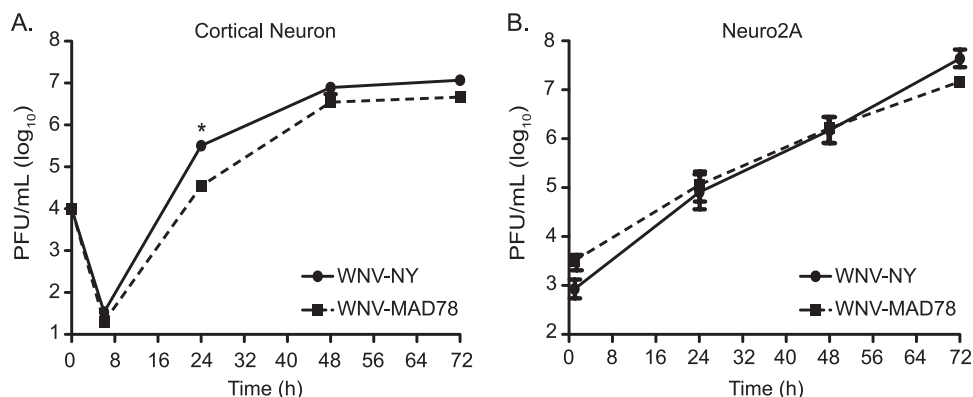 A.
Cortical Neuron
PFU/mL (log10)
8
7
6
5
4
3
2
1
*
WNV-NY
WNV-MAD78
0 8 16 24 32 40 48 56 64 72
Time (h)
B.
Neuro2A
PFU/mL (log10)
8
7
6
5
4
3
2
WNV-NY
WNV-MAD78
0 8 16 24 32 40 48 56 64 72
Time (h)